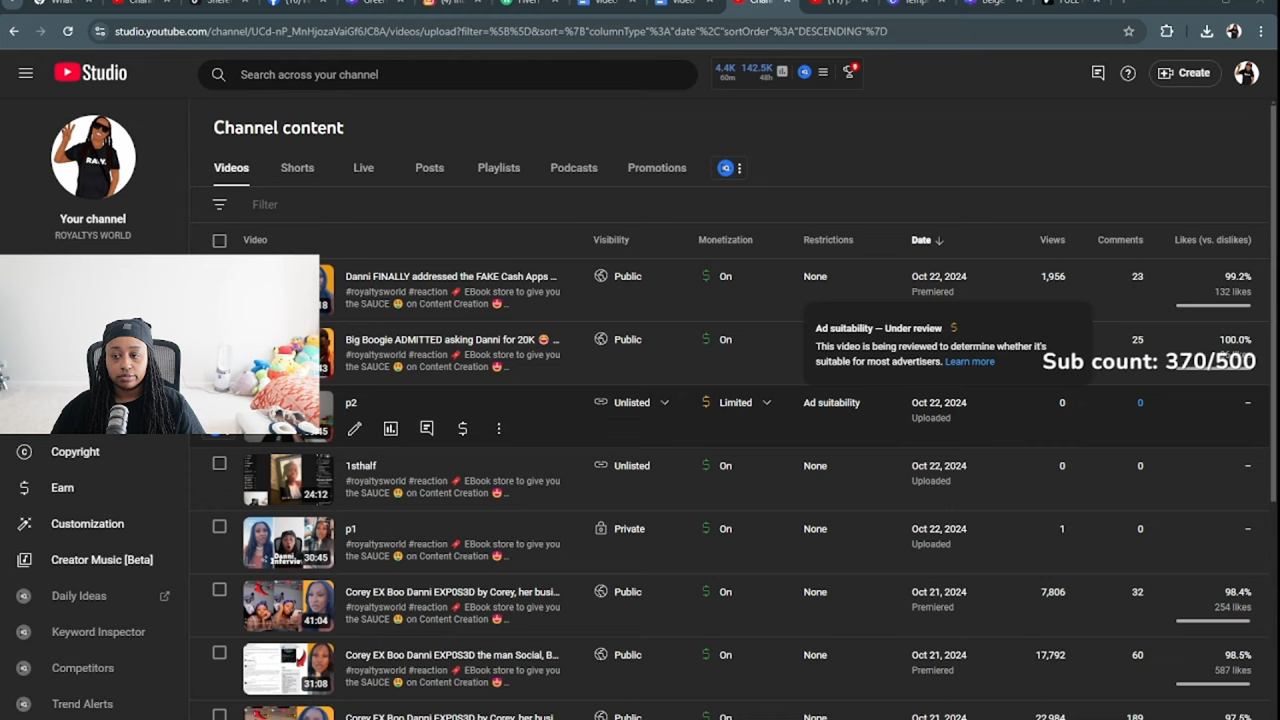 studio.youtube.com/channel/UCd-nP_MnHjozaVaiGf6JC8A/videos/upload?filter=%5B%5D&sort=%7B"columnType"%3A"date"%2C"sortOrder"%3A"DESCENDING"%7D
Studio
Search across your channel
4.4K 142.5K
60m 48h
Create
Channel content
Videos Shorts Live Posts Playlists Podcasts Promotions
Your channel
ROYALTYS WORLD
Filter
Video Visibility Monetization Restrictions Date Views Comments Likes (vs. dislikes)
Danni FINALLY addressed the FAKE Cash Apps ... Public On None Oct 22, 2024 1,956 23 99.2%
#royaltysworld #reaction 🧨 EBook store to give you Premiered 132 likes
the SAUCE 🤤 on Content Creation 🤩...
Big Boogie ADMITTED asking Danni for 20K 🤣 ... Public On 25 100.0%
#royaltysworld #reaction 🧨 EBook store to give you
the SAUCE 🤤 on Content Creation 🤩...
Ad suitability — Under review
This video is being reviewed to determine whether it's
suitable for most advertisers. Learn more
Sub count: 370/500
p2 Unlisted Limited Ad suitability Oct 22, 2024 0 0 –
Uploaded
Copyright
Earn
Customization
Creator Music [Beta]
Daily Ideas
Keyword Inspector
Competitors
Trend Alerts
1sthalf Unlisted On None Oct 22, 2024 0 0 –
#royaltysworld #reaction 🧨 EBook store to give you Uploaded
the SAUCE 🤤 on Content Creation 🤩...
24:12
p1 Private On None Oct 22, 2024 1 0 –
#royaltysworld #reaction 🧨 EBook store to give you Uploaded
the SAUCE 🤤 on Content Creation 🤩...
Danni,
Interview
30:45
Corey EX Boo Danni EXP0S3D by Corey, her busi... Public On None Oct 21, 2024 7,806 32 98.4%
#royaltysworld #reaction 🧨 EBook store to give you Premiered 254 likes
the SAUCE 🤤 on Content Creation 🤩...
41:04
Corey EX Boo Danni EXP0S3D the man Social, B... Public On None Oct 21, 2024 17,792 60 98.5%
#royaltysworld #reaction 🧨 EBook store to give you Premiered 587 likes
the SAUCE 🤤 on Content Creation 🤩...
31:08
Corey EX Boo Danni EXP0S3D the man Social, B... Public On None Oct 21, 2024 22,984 189 97.5%